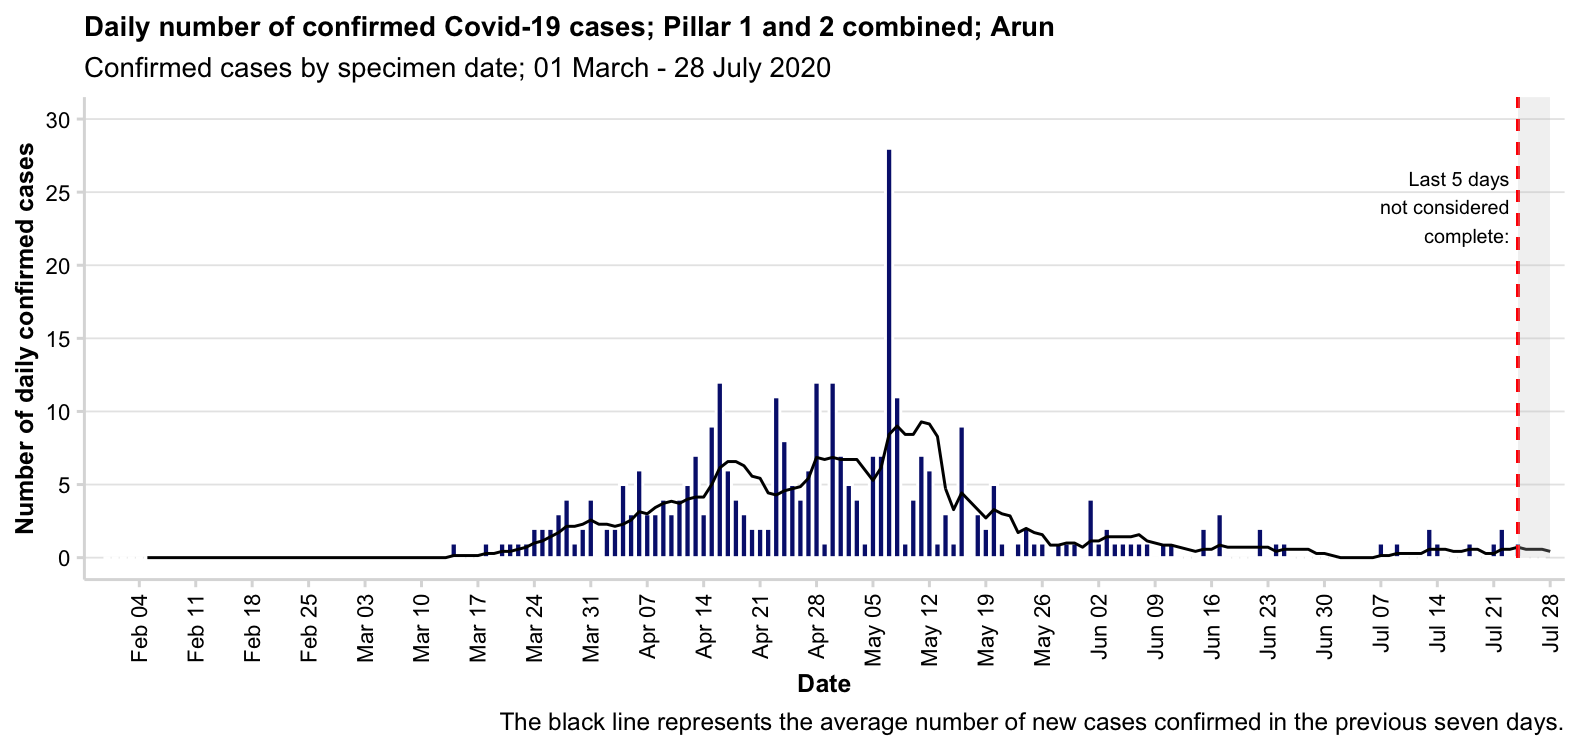 Daily number of confirmed Covid-19 cases; Pillar 1 and 2 combined; Arun
Confirmed cases by specimen date; 01 March - 28 July 2020
Number of daily confirmed cases
30
25
20
15
10
5
0
Last 5 days
not considered
complete:
Feb 04
Feb 11
Feb 18
Feb 25
Mar 03
Mar 10
Mar 17
Mar 24
Mar 31
Apr 07
Apr 14
Apr 21
Apr 28
May 05
May 12
May 19
May 26
Jun 02
Jun 09
Jun 16
Jun 23
Jun 30
Jul 07
Jul 14
Jul 21
Jul 28
Date
The black line represents the average number of new cases confirmed in the previous seven days.